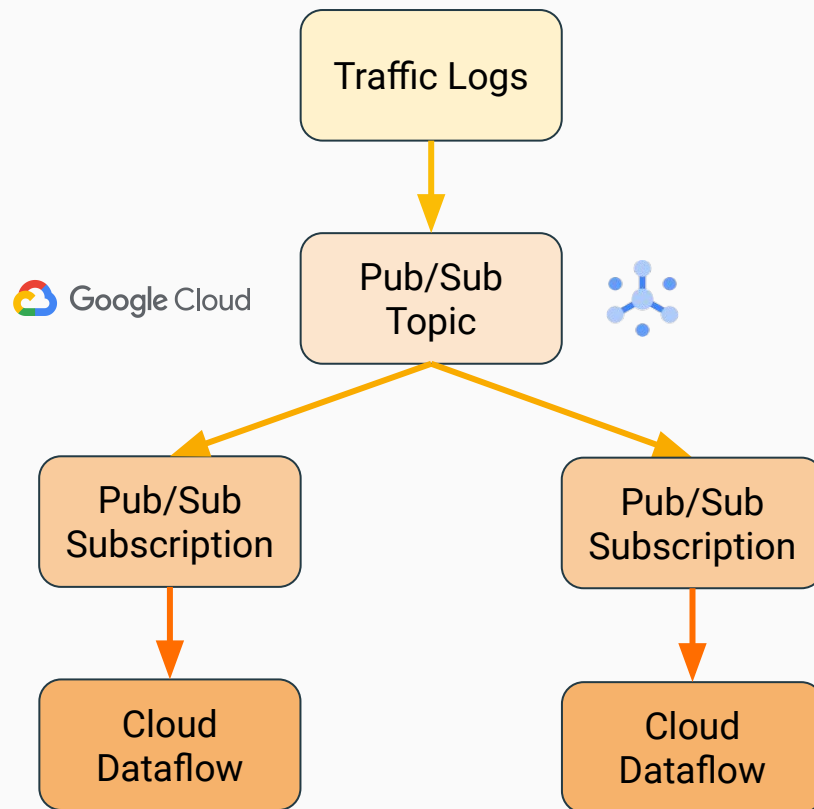 Traffic Logs
Google Cloud
Pub/Sub
Topic
Pub/Sub
Subscription
Pub/Sub
Subscription
Cloud
Dataflow
Cloud
Dataflow